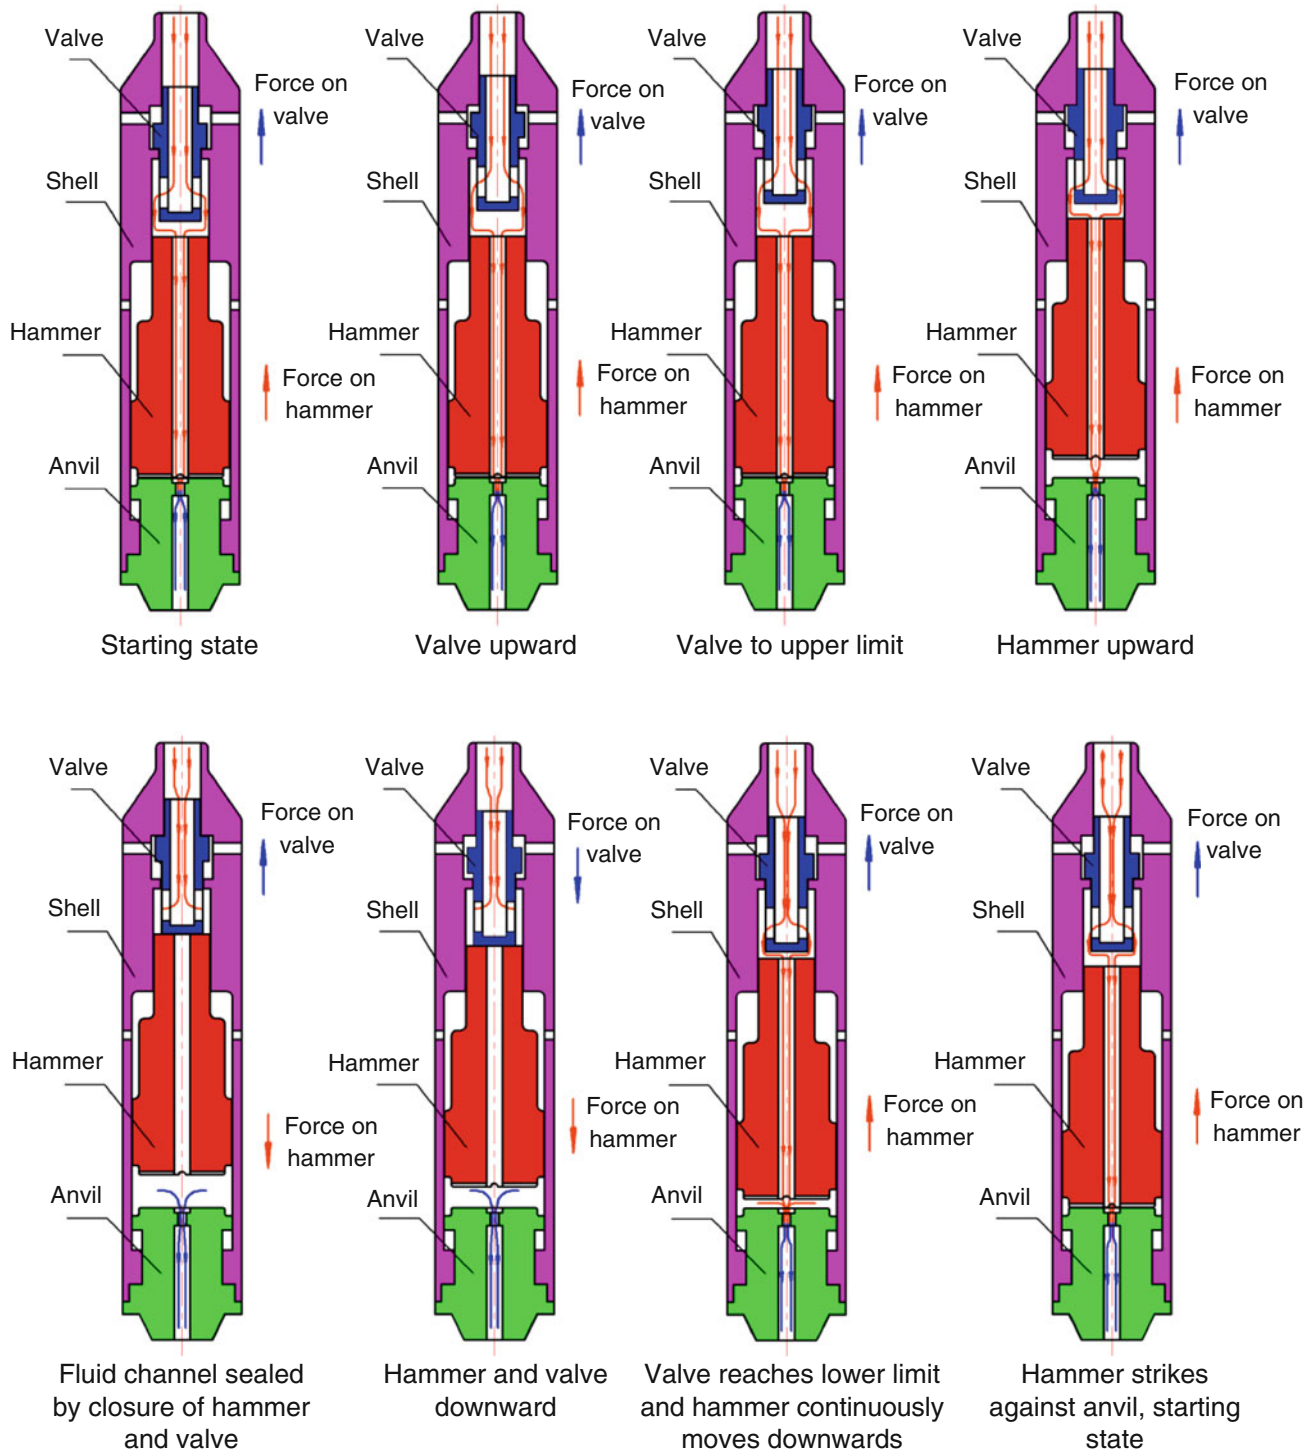 Valve
Force on
valve
Shell
Hammer
Force on
hammer
Anvil
Starting state
Valve
Force on
valve
Shell
Hammer
Force on
hammer
Anvil
Valve upward
Valve
Force on
valve
Shell
Hammer
Force on
hammer
Anvil
Valve to upper limit
Valve
Force on
valve
Shell
Hammer
Force on
hammer
Anvil
Hammer upward
Valve
Force on
valve
Shell
Hammer
Force on
hammer
Anvil
Fluid channel sealed
by closure of hammer
and valve
Valve
Force on
valve
Shell
Hammer
Force on
hammer
Anvil
Hammer and valve
downward
Valve
Force on
valve
Shell
Hammer
Force on
hammer
Anvil
Valve reaches lower limit
and hammer continuously
moves downwards
Valve
Force on
valve
Shell
Hammer
Force on
hammer
Anvil
Hammer strikes
against anvil, starting
state